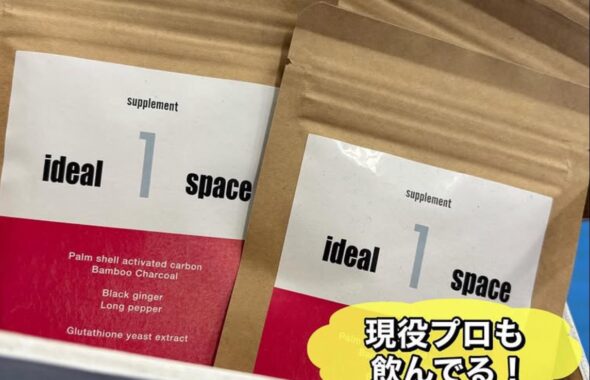 supplement
1
ideal space
Palm shell activated carbon
Bamboo Charcoal
Black ginger
Long pepper
Glutathione yeast extract
supplement
1
ideal space
現役プロも
飲んでる！